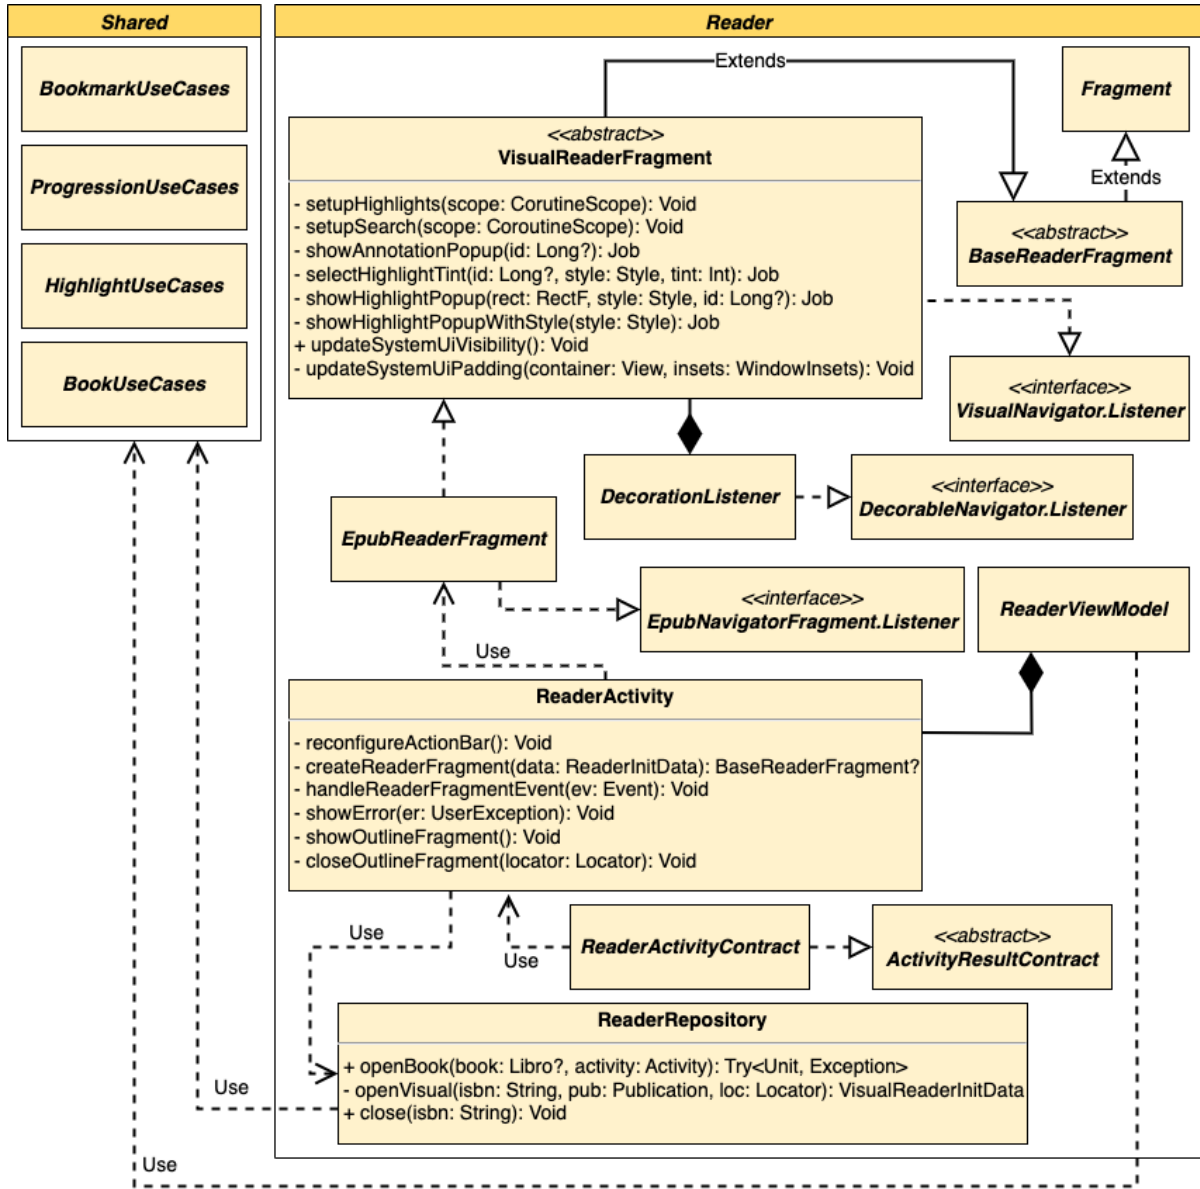 Shared
BookmarkUseCases
ProgressionUseCases
HighlightUseCases
BookUseCases
Reader
Extends
Fragment
Extends
<<abstract>>
BaseReaderFragment
<<abstract>>
VisualReaderFragment
- setupHighlights(scope: CorutineScope): Void
- setupSearch(scope: CoroutineScope): Void
- showAnnotationPopup(id: Long?): Job
- selectHighlightTint(id: Long?, style: Style, tint: Int): Job
- showHighlightPopup(rect: RectF, style: Style, id: Long?): Job
- showHighlightPopupWithStyle(style: Style): Job
+ updateSystemUiVisibility(): Void
- updateSystemUiPadding(container: View, insets: WindowInsets): Void
<<interface>>
VisualNavigator.Listener
DecorationListener
<<interface>>
DecorableNavigator.Listener
EpubReaderFragment
<<interface>>
EpubNavigatorFragment.Listener
ReaderViewModel
Use
ReaderActivity
- reconfigureActionBar(): Void
- createReaderFragment(data: ReaderInitData): BaseReaderFragment?
- handleReaderFragmentEvent(ev: Event): Void
- showError(er: UserException): Void
- showOutlineFragment(): Void
- closeOutlineFragment(locator: Locator): Void
Use
Use
ReaderActivityContract
<<abstract>>
ActivityResultContract
ReaderRepository
+ openBook(book: Libro?, activity: Activity): Try<Unit, Exception>
- openVisual(isbn: String, pub: Publication, loc: Locator): VisualReaderInitData
+ close(isbn: String): Void
Use
Use